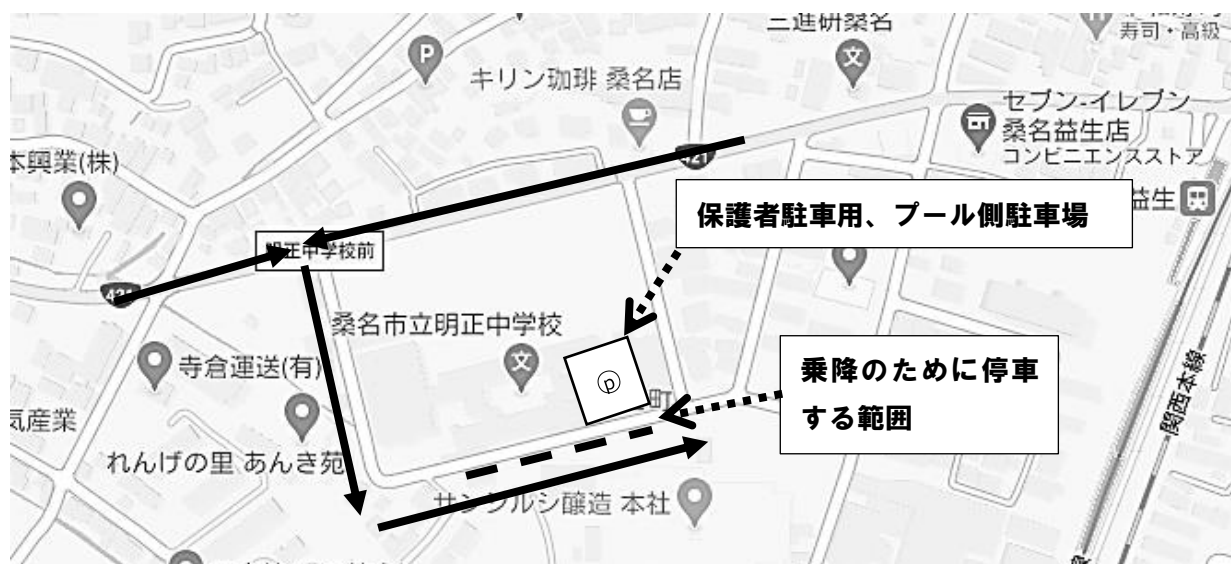 三進研桑名
寿司・高級
P
キリン珈琲 桑名店
文
セブン-イレブン
桑名益生店
コンビニエンスストア
本興業(株)
421
益生
保護者駐車用、プール側駐車場
明正中学校前
421
桑名市立明正中学校
文
寺倉運送(有)
p
町
乗降のために停車
する範囲
関西本線
気産業
れんげの里 あんき苑
サンジルシ醸造 本社